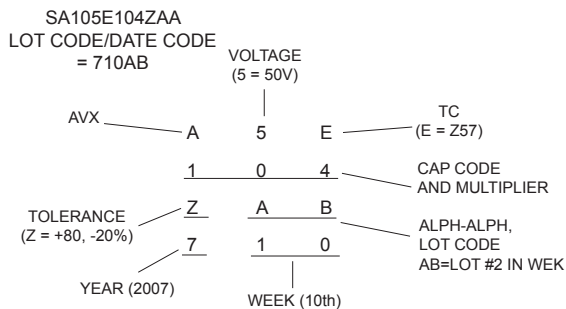 SA105E104ZAA
LOT CODE/DATE CODE
= 710AB
VOLTAGE
(5 = 50V)
AVX
A 5 E
TC
(E = Z57)
1 0 4
CAP CODE
AND MULTIPLIER
TOLERANCE
(Z = +80, -20%)
Z A B
ALPH-ALPH,
LOT CODE
AB=LOT #2 IN WEK
7 1 0
YEAR (2007)
WEEK (10th)